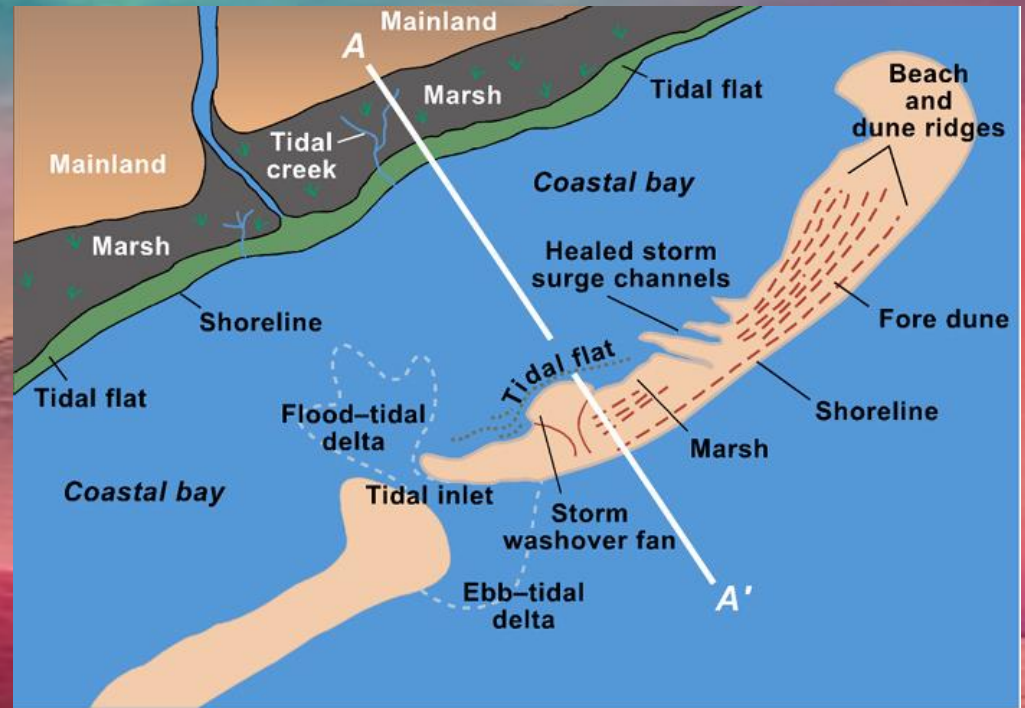 Mainland
A
Marsh
Tidal flat
Beach
and
dune ridges
Tidal
creek
Mainland
Coastal bay
Marsh
Healed storm
surge channels
Shoreline
Fore dune
Tidal flat
Tidal flat
Flood–tidal
delta
Shoreline
Marsh
Coastal bay
Tidal inlet
Storm
washover fan
Ebb–tidal
delta
A'